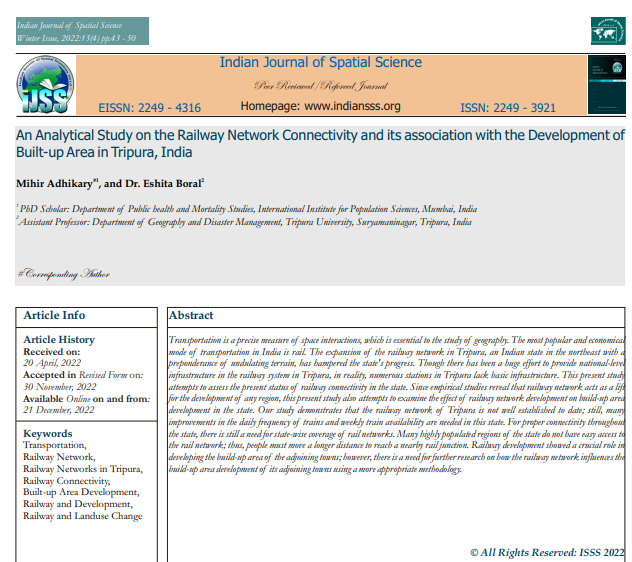 Indian Journal of Spatial Science
Winter Issue, 2022:13(4) pp.43 - 50
Indian Journal of Spatial Science
Peer Reviewed/Refereed Journal
EISSN: 2249 - 4316
Homepage: www.indiansss.org
ISSN: 2249 - 3921
IJSS
An Analytical Study on the Railway Network Connectivity and its association with the Development of
Built-up Area in Tripura, India
Mihir Adhikary#1, and Dr. Eshita Boral2
1 PhD Scholar: Department of Public health and Mortality Studies, International Institute for Population Sciences, Mumbai, India
2 Assistant Professor: Department of Geography and Disaster Management, Tripura University, Suryamaninagar, Tripura, India
#Corresponding Author
Article Info
Article History
Received on:
20 April, 2022
Accepted in Revised Form on:
30 November, 2022
Available Online on and from:
21 December, 2022
Keywords
Transportation,
Railway Network,
Railway Networks in Tripura,
Railway Connectivity,
Built-up Area Development,
Railway and Development,
Railway and Landuse Change
Abstract
Transportation is a precise measure of space interactions, which is essential to the study of geography. The most popular and economical
mode of transportation in India is rail. The expansion of the railway network in Tripura, an Indian state in the northeast with a
preponderance of undulating terrain, has hampered the state's progress. Though there has been a huge effort to provide national-level
infrastructure in the railway system in Tripura, in reality, numerous stations in Tripura lack basic infrastructure. This present study
attempts to assess the present status of railway connectivity in the state. Since empirical studies reveal that railway network acts as a life
for the development of any region, this present study also attempts to examine the effect of railway network development on build-up area
development in the state. Our study demonstrates that the railway network of Tripura is not well established to date; still, many
improvements in the daily frequency of trains and weekly train availability are needed in this state. For proper connectivity throughout
the state, there is still a need for state-wise coverage of rail networks. Many highly populated regions of the state do not have easy access to
the rail network; thus, people must move a longer distance to reach a nearby rail junction. Railway development showed a crucial role in
developing the build-up area of the adjoining towns; however, there is a need for further research on how the railway network influences the
build-up area development of its adjoining towns using a more appropriate methodology.
© All Rights Reserved: ISSS 2022